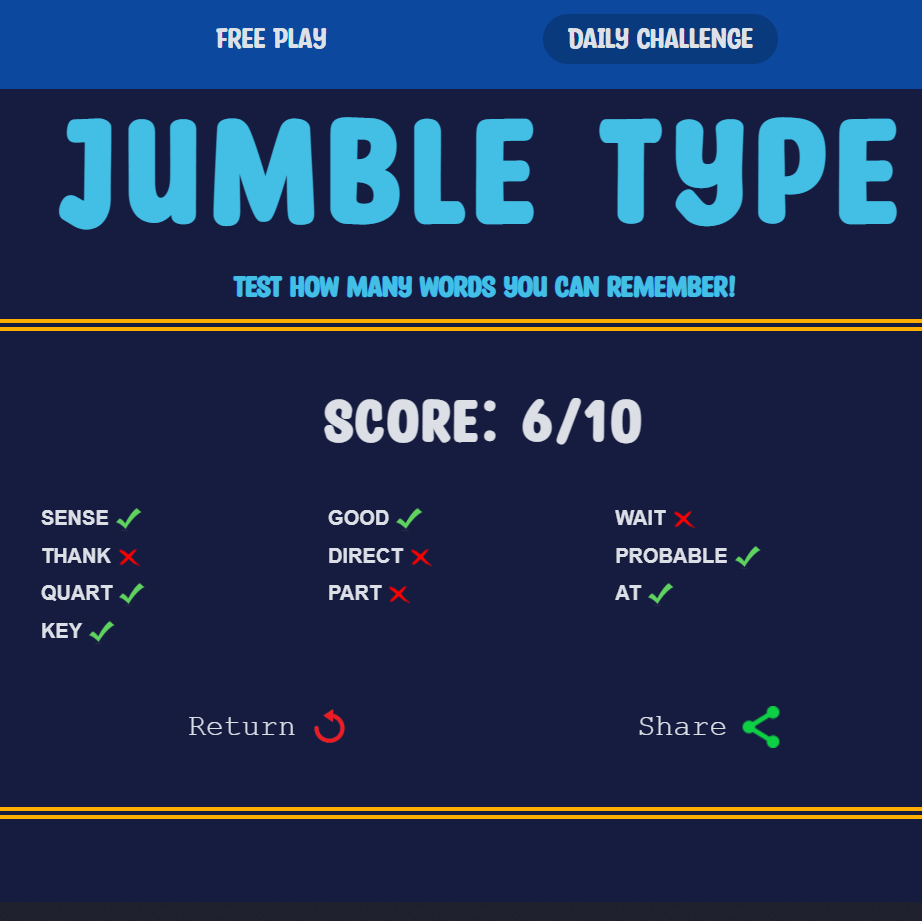 FREE PLAY DAILY CHALLENGE
JUMBLE TYPE
TEST HOW MANY WORDS YOU CAN REMEMBER!
SCORE: 6/10
SENSE GOOD WAIT
THANK DIRECT PROBABLE
QUART PART AT
KEY
Return Share